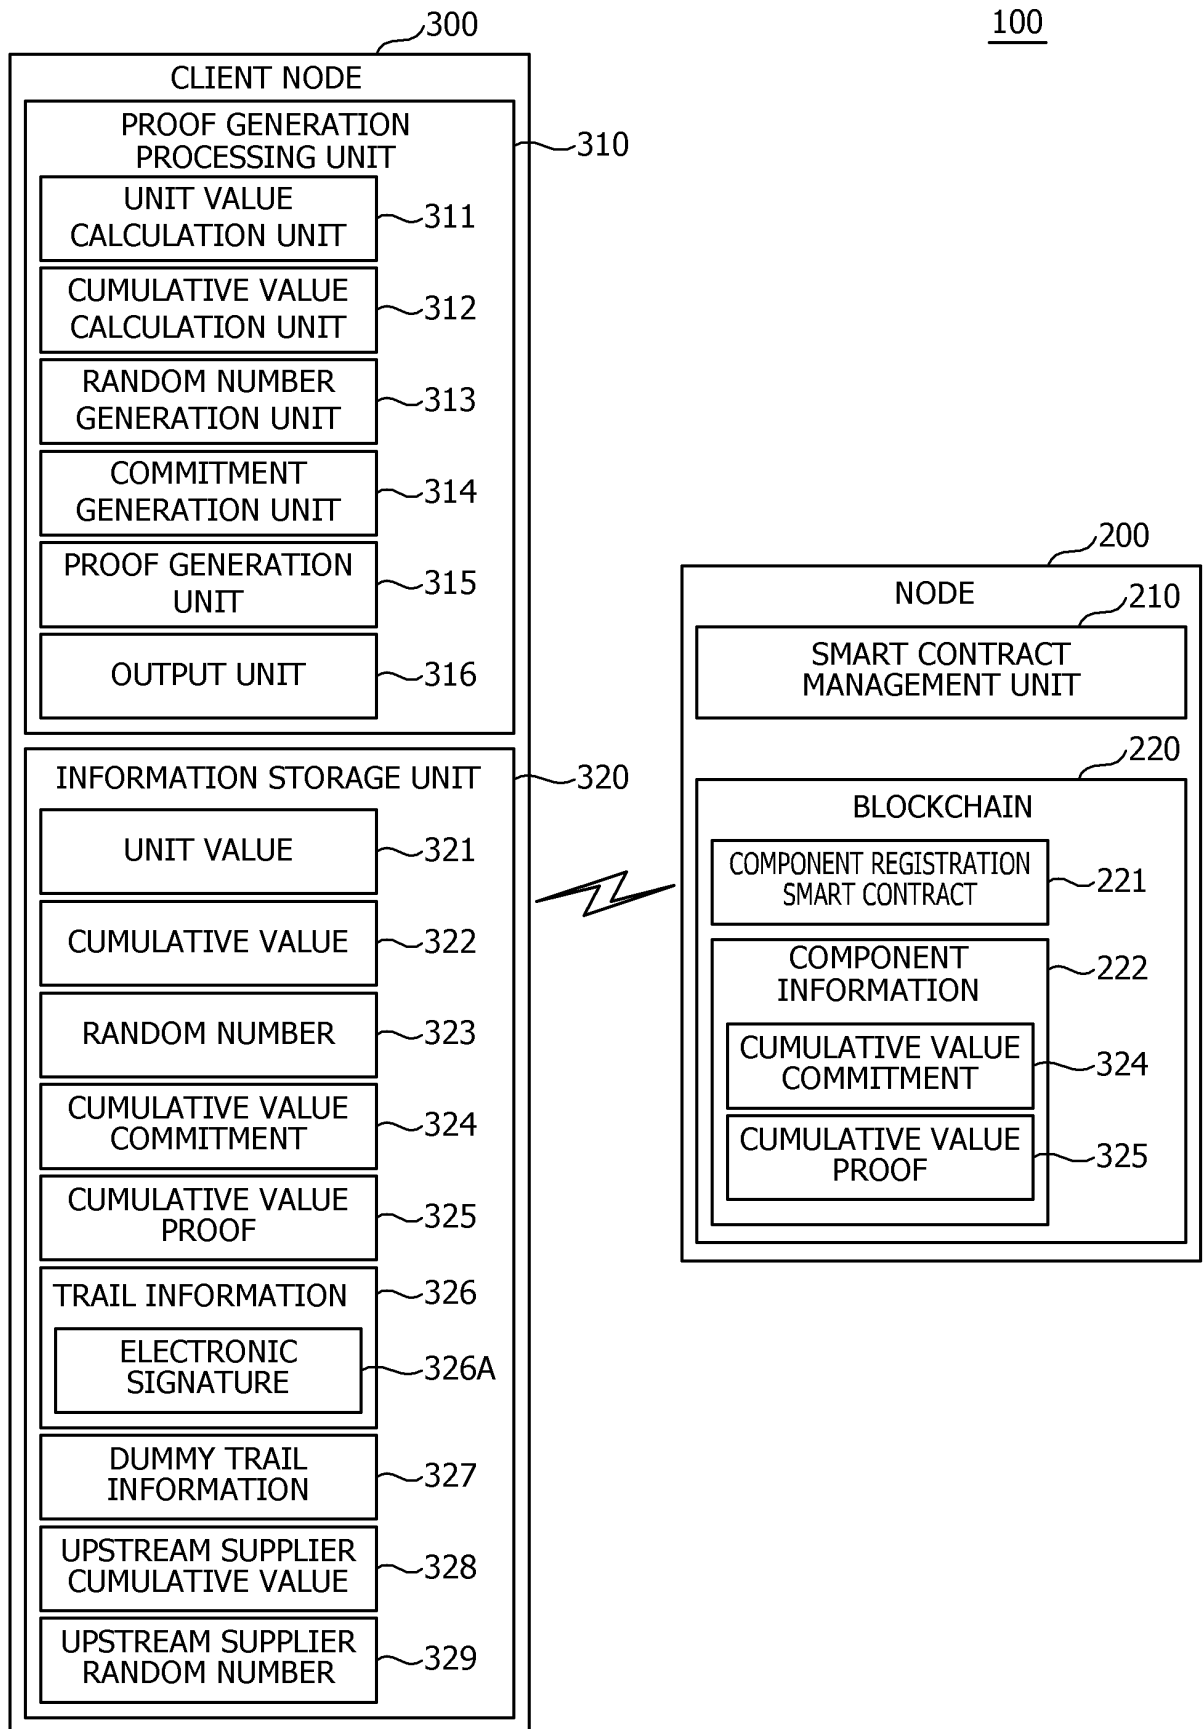 100
300
CLIENT NODE
PROOF GENERATION
PROCESSING UNIT
310
UNIT VALUE
CALCULATION UNIT
311
CUMULATIVE VALUE
CALCULATION UNIT
312
RANDOM NUMBER
GENERATION UNIT
313
COMMITMENT
GENERATION UNIT
314
PROOF GENERATION
UNIT
315
OUTPUT UNIT
316
INFORMATION STORAGE UNIT
320
UNIT VALUE
321
CUMULATIVE VALUE
322
RANDOM NUMBER
323
CUMULATIVE VALUE
COMMITMENT
324
CUMULATIVE VALUE
PROOF
325
TRAIL INFORMATION
326
ELECTRONIC
SIGNATURE
326A
DUMMY TRAIL
INFORMATION
327
UPSTREAM SUPPLIER
CUMULATIVE VALUE
328
UPSTREAM SUPPLIER
RANDOM NUMBER
329
200
NODE
210
SMART CONTRACT
MANAGEMENT UNIT
220
BLOCKCHAIN
COMPONENT REGISTRATION
SMART CONTRACT
221
COMPONENT
INFORMATION
222
CUMULATIVE VALUE
COMMITMENT
324
CUMULATIVE VALUE
PROOF
325